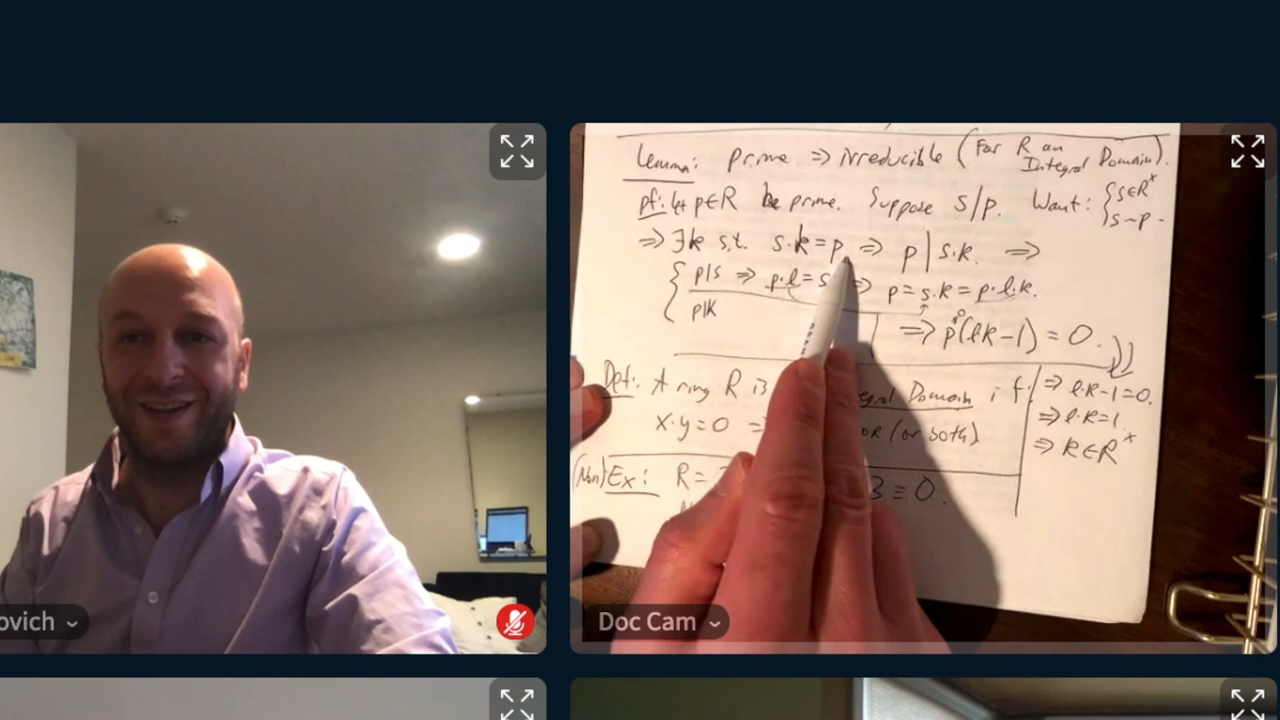 Lemma: prime ⇒ irreducible (For R an Integral Domain).
pf: Let p∈R be prime. Suppose s/p. Want: { s∈R^x
s~p.
⇒ ∃k s.t. s·k=p ⇒ p|s·k. ⇒
{ p|s ⇒ p·l=s ⇒ p=s·k=p·l·k.
p|k
⇒ p(lk-1)=0.
Def: A ring R is Integral Domain if
x·y=0 ⇒ OR (or both)
⇒ l·k-1=0.
⇒ l·k=1.
⇒ k∈R^x
(Non)Ex: R= 3≡0.
ovich
Doc Cam